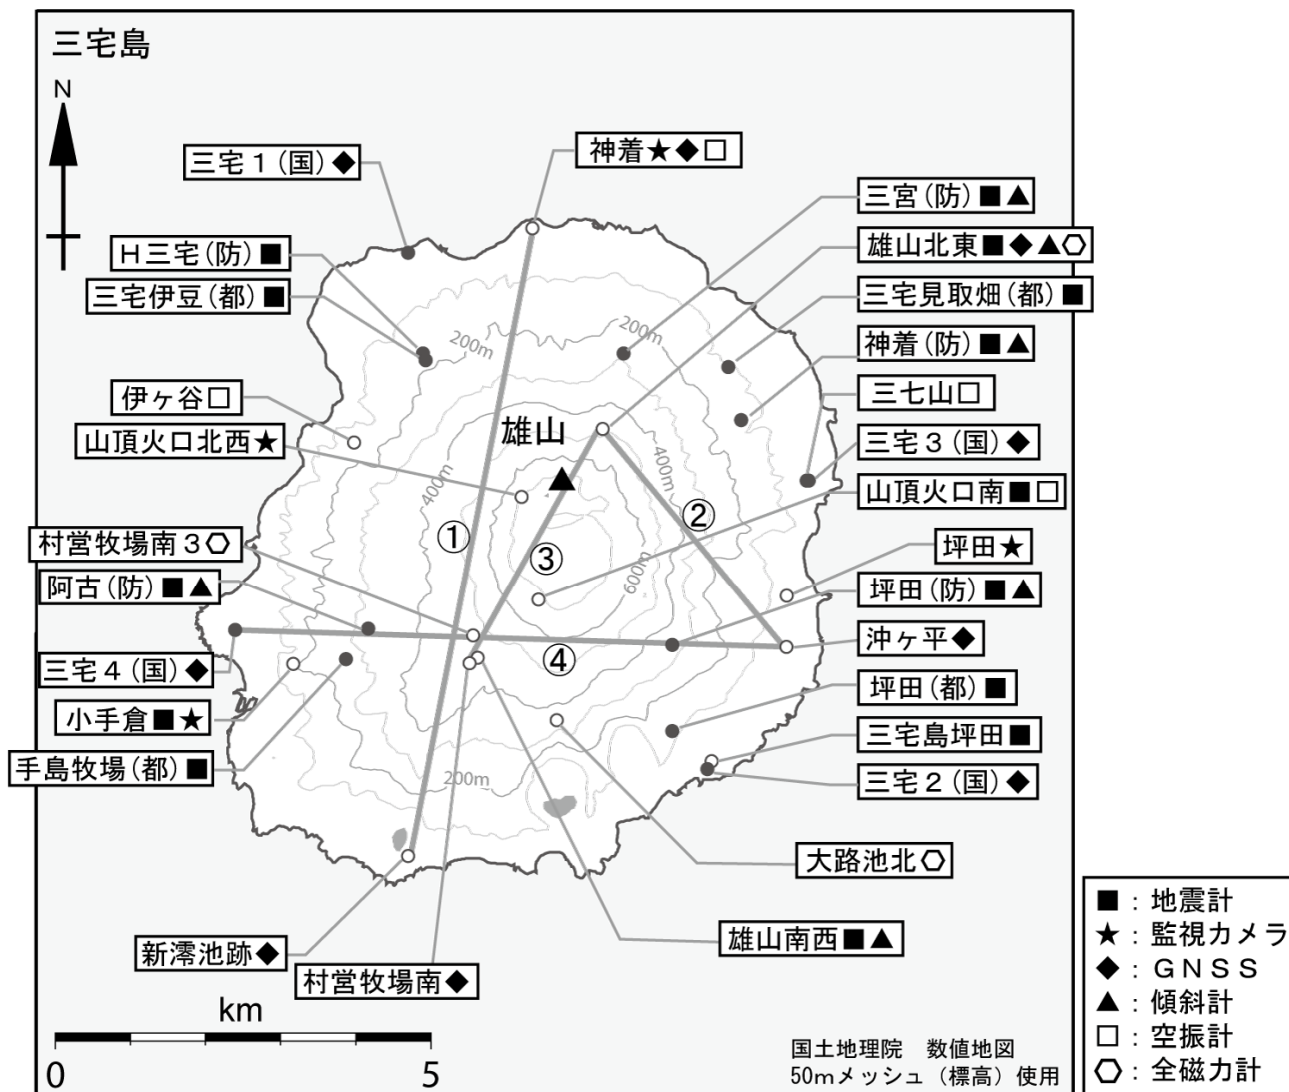 三宅島
N
神着★◆□
三宅１(国)◆
三宮(防)■▲
H三宅(防)■
雄山北東■◆▲⬡
三宅伊豆(都)■
三宅見取畑(都)■
200m
200m
神着(防)■▲
伊ヶ谷□
三七山□
山頂火口北西★
雄山
三宅３(国)◆
400m
400m
山頂火口南■□
①
②
③
村営牧場南３⬡
坪田★
600m
阿古(防)■▲
坪田(防)■▲
沖ヶ平◆
④
三宅４(国)◆
坪田(都)■
小手倉■★
三宅島坪田■
手島牧場(都)■
200m
三宅２(国)◆
大路池北⬡
新澪池跡◆
雄山南西■▲
村営牧場南◆
km
0
5
国土地理院　数値地図
50mメッシュ（標高）使用
■：地震計
★：監視カメラ
◆：ＧＮＳＳ
▲：傾斜計
□：空振計
⬡：全磁力計